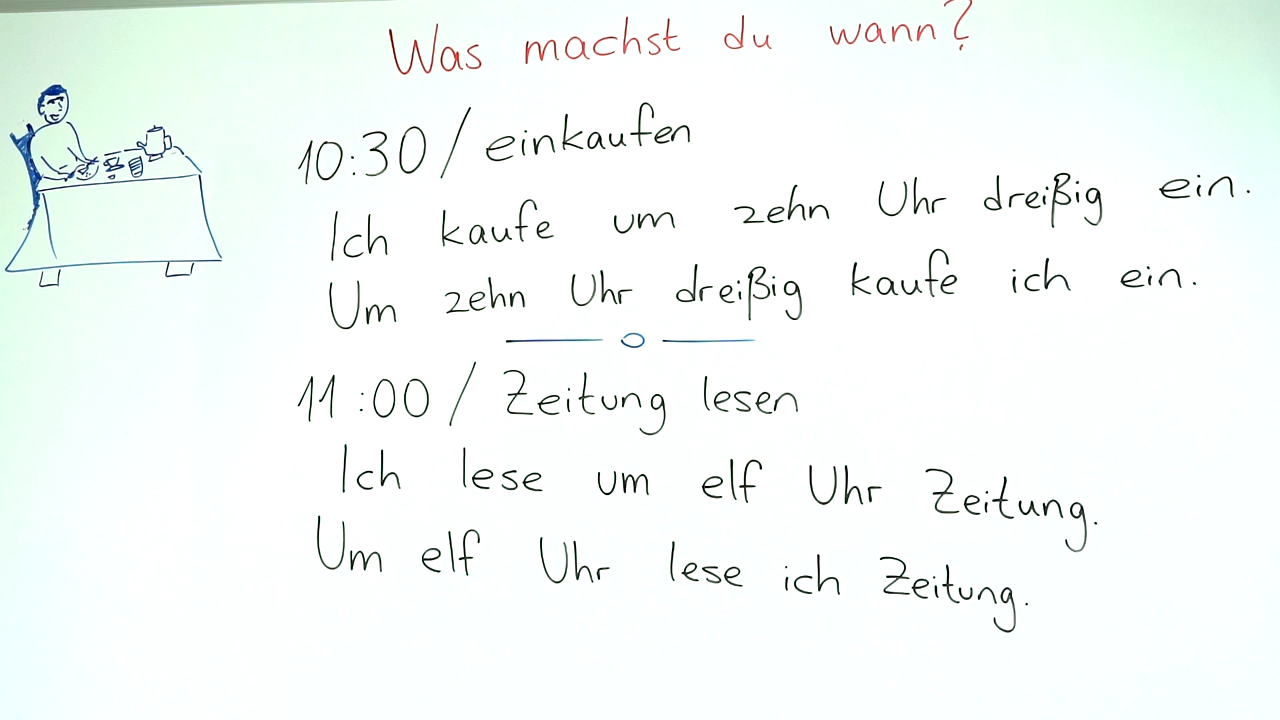 Was machst du wann?
10:30 / einkaufen
Ich kaufe um zehn Uhr dreißig ein.
Um zehn Uhr dreißig kaufe ich ein.
11:00 / Zeitung lesen
Ich lese um elf Uhr Zeitung.
Um elf Uhr lese ich Zeitung.